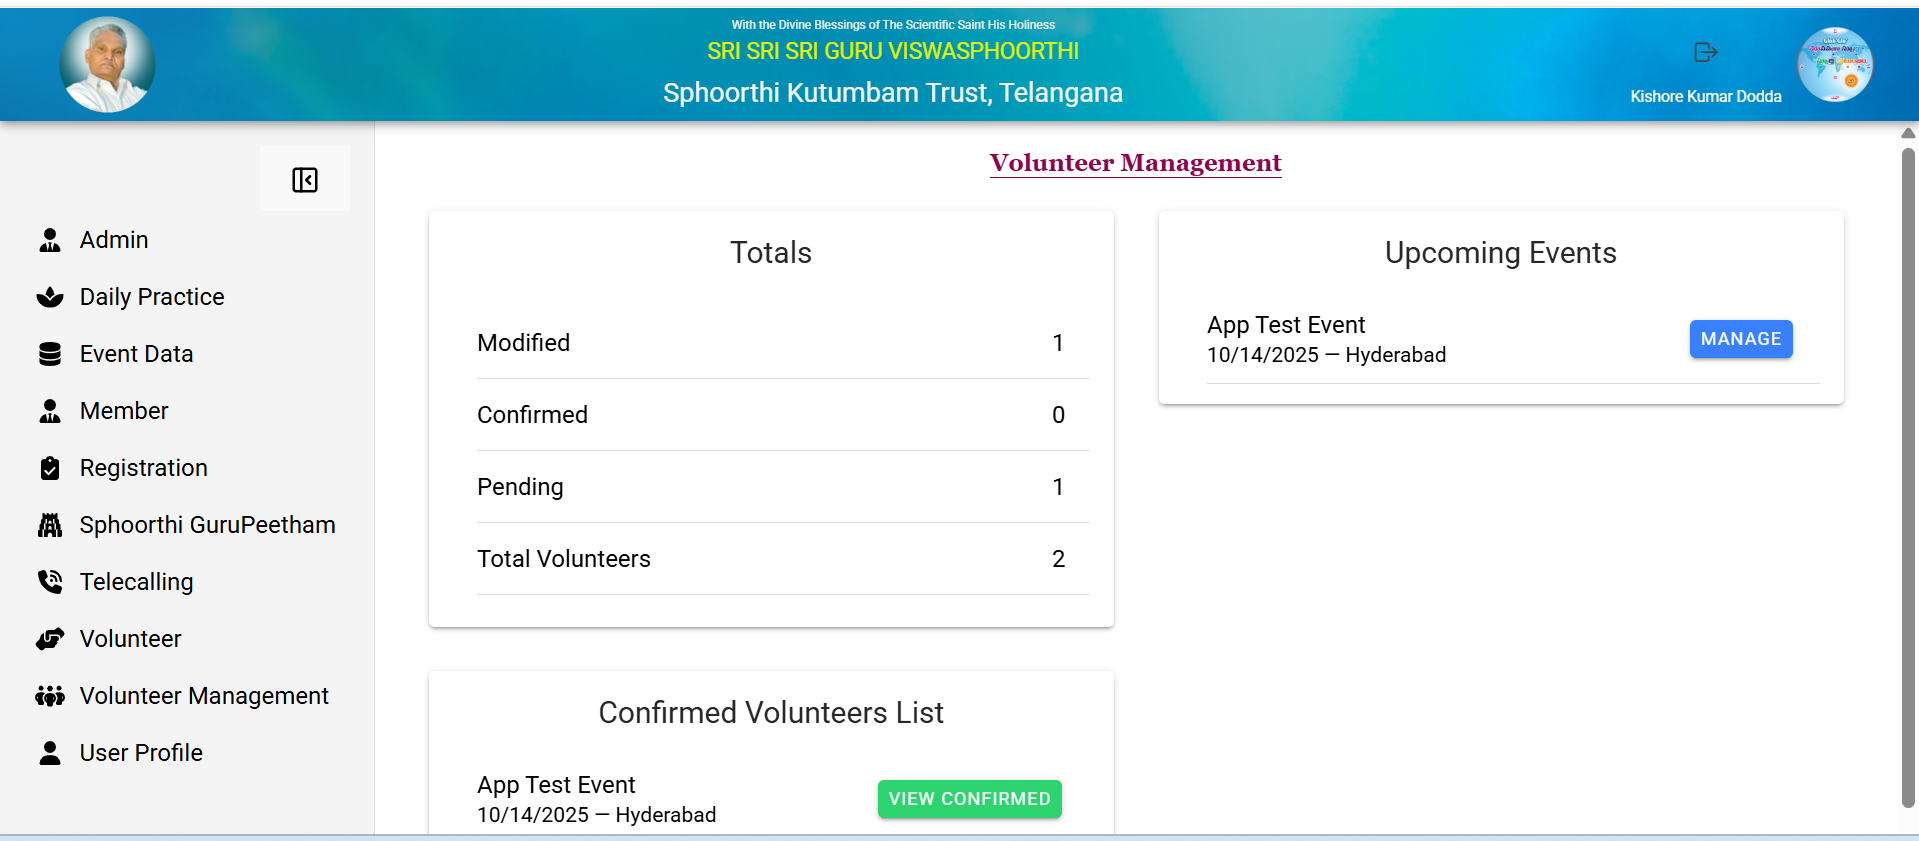 With the Divine Blessings of The Scientific Saint His Holiness
SRI SRI SRI GURU VISWASPHOORTHI
Sphoorthi Kutumbam Trust, Telangana
Kishore Kumar Dodda
Admin
Daily Practice
Event Data
Member
Registration
Sphoorthi GuruPeetham
Telecalling
Volunteer
Volunteer Management
User Profile
Volunteer Management
Totals
Modified 1
Confirmed 0
Pending 1
Total Volunteers 2
Upcoming Events
App Test Event
10/14/2025 — Hyderabad
MANAGE
Confirmed Volunteers List
App Test Event
10/14/2025 — Hyderabad
VIEW CONFIRMED